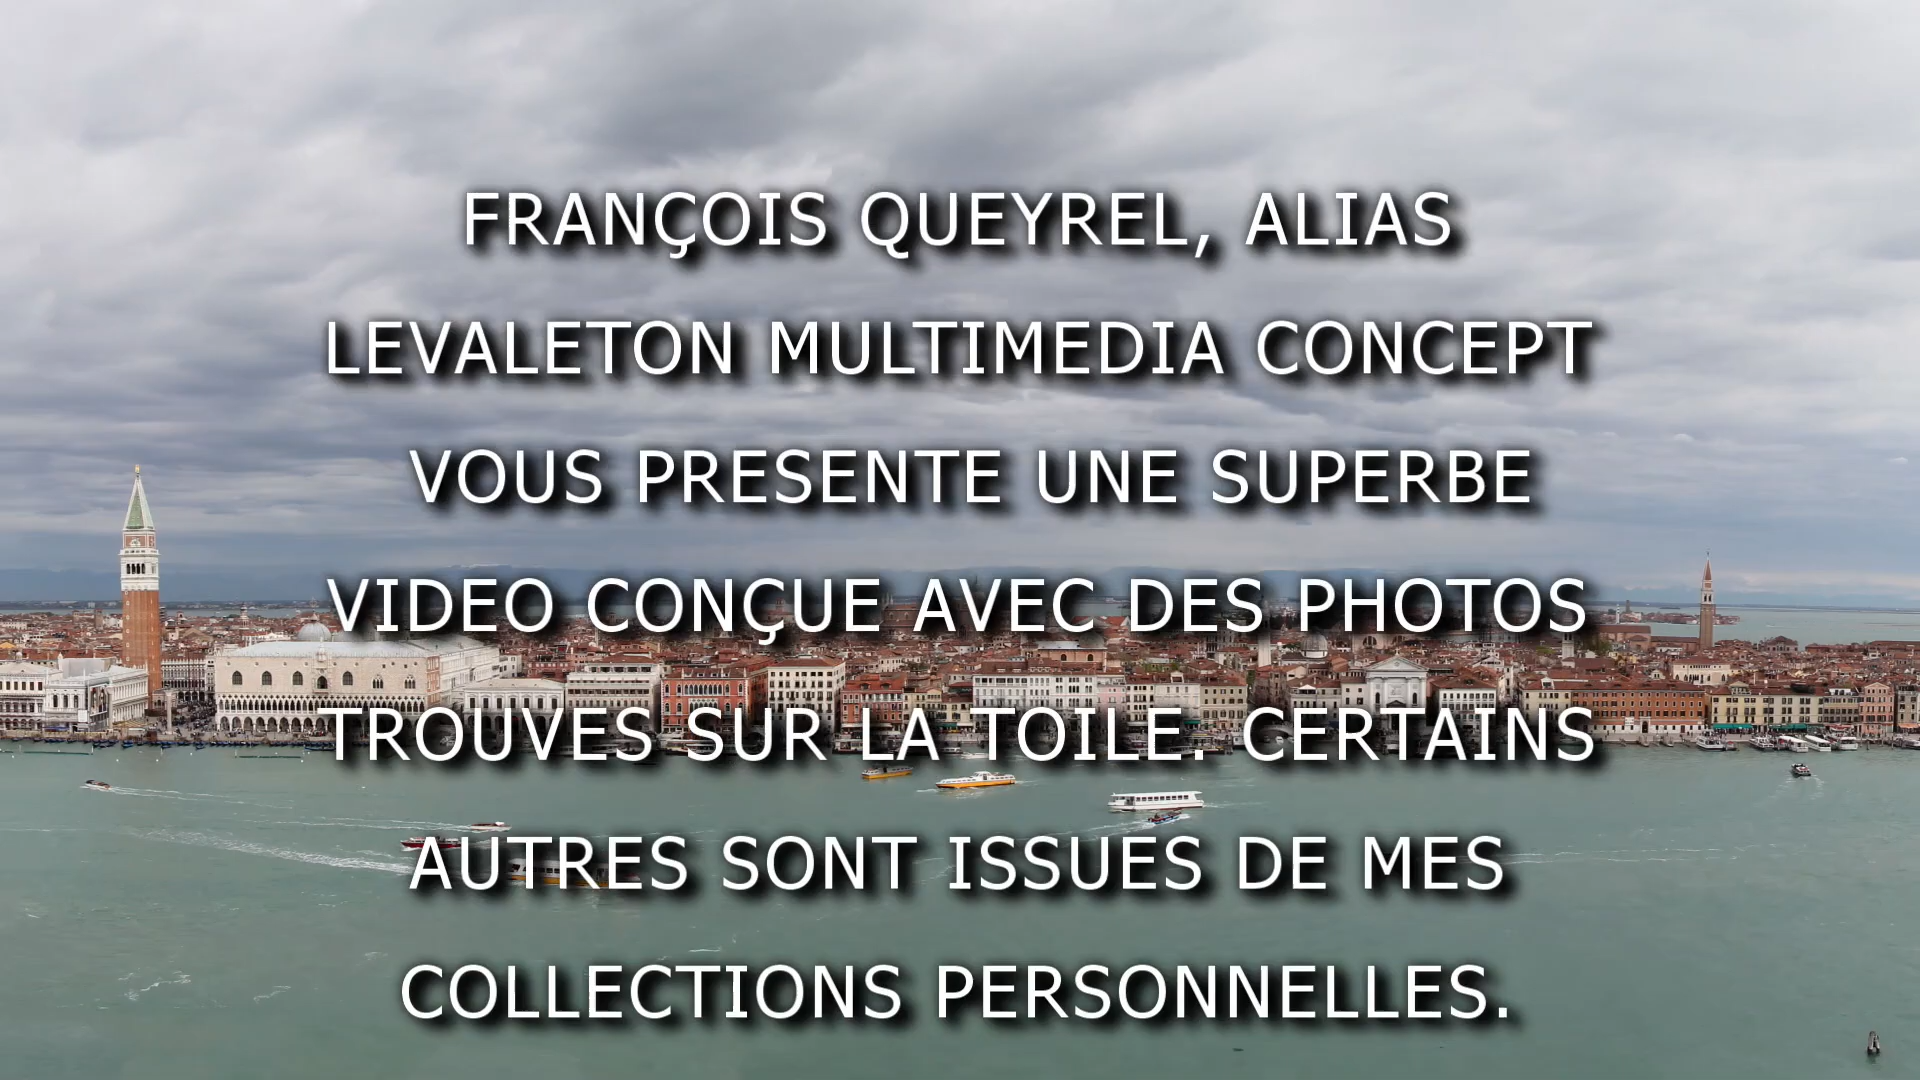 FRANÇOIS QUEYREL, ALIAS
LEVALETON MULTIMEDIA CONCEPT
VOUS PRESENTE UNE SUPERBE
VIDEO CONÇUE AVEC DES PHOTOS
TROUVES SUR LA TOILE. CERTAINS
AUTRES SONT ISSUES DE MES
COLLECTIONS PERSONNELLES.